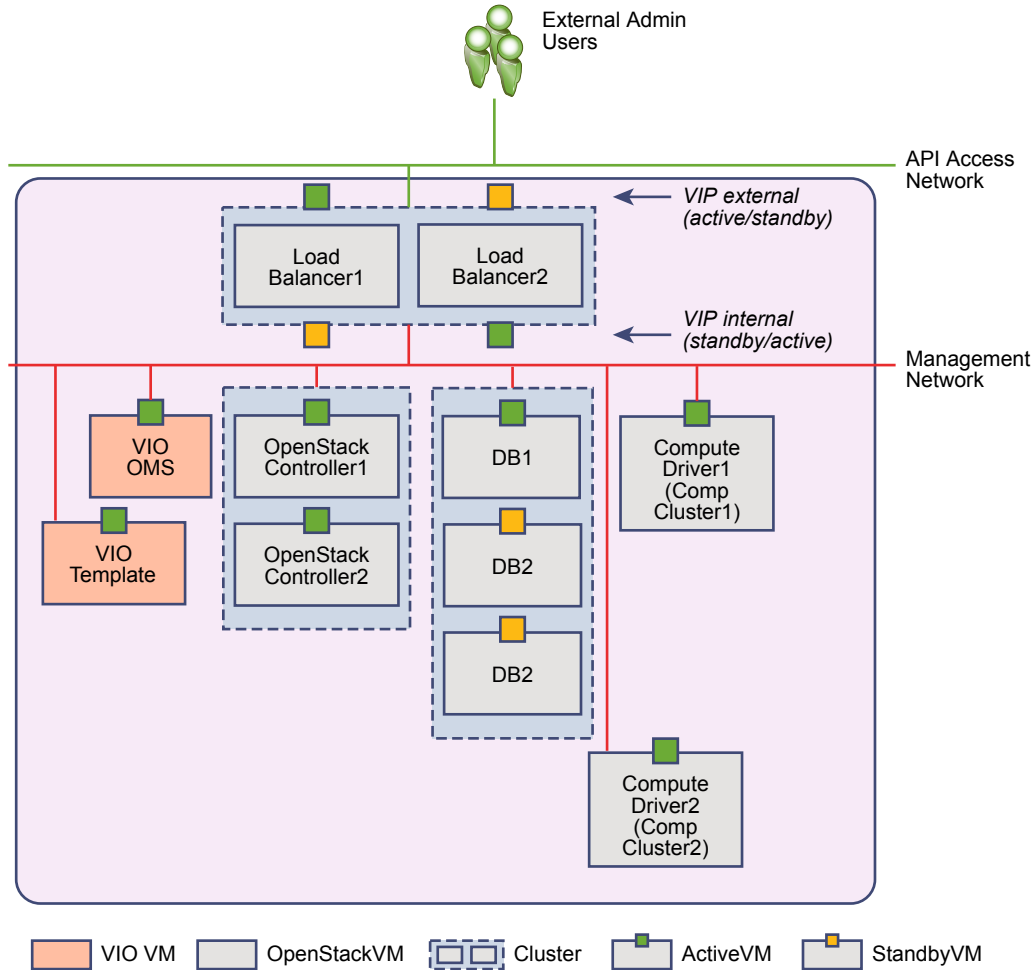 External Admin
Users
API Access
Network
VIP external
(active/standby)
Load
Balancer1
Load
Balancer2
VIP internal
(standby/active)
Management
Network
VIO
OMS
OpenStack
Controller1
DB1
Compute
Driver1
(Comp
Cluster1)
VIO
Template
OpenStack
Controller2
DB2
DB2
Compute
Driver2
(Comp
Cluster2)
VIO VM
OpenStackVM
Cluster
ActiveVM
StandbyVM